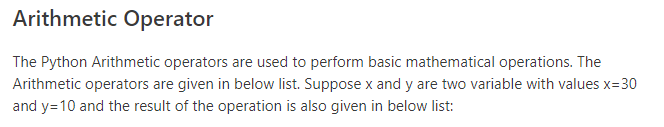 Arithmetic Operator
The Python Arithmetic operators are used to perform basic mathematical operations. The
Arithmetic operators are given in below list. Suppose x and y are two variable with values x=30
and y=10 and the result of the operation is also given in below list: